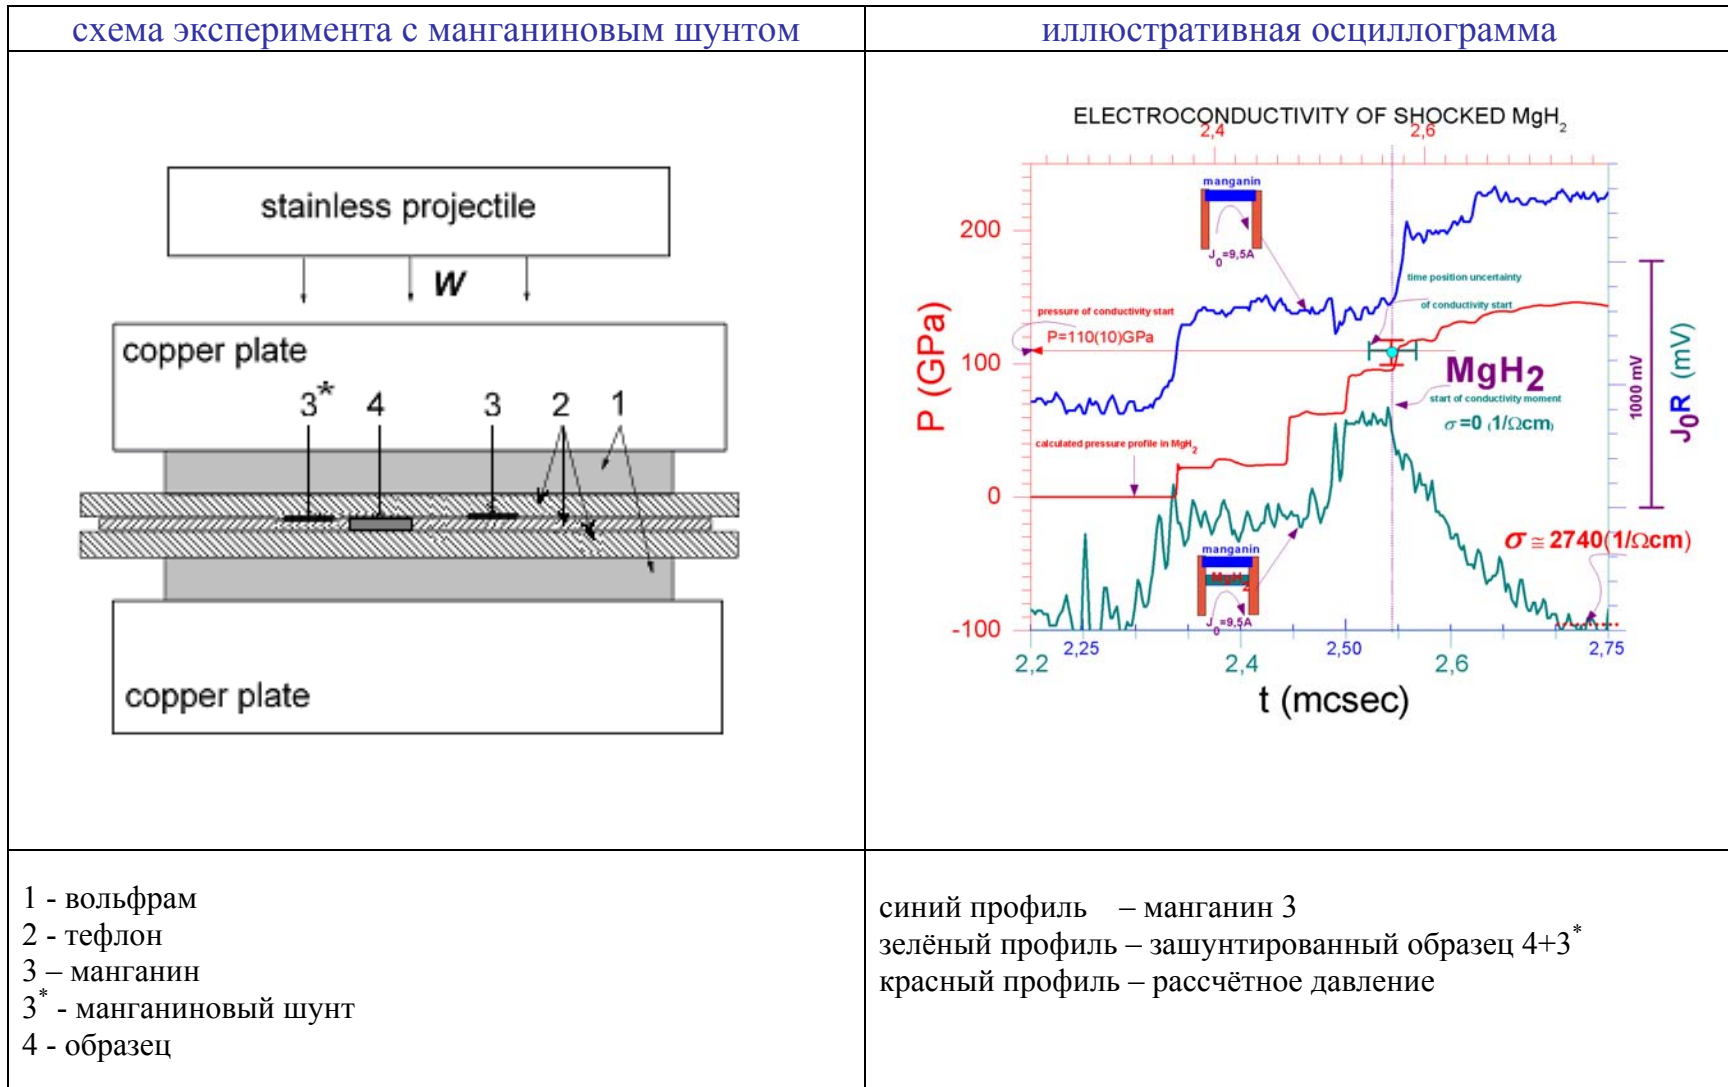 схема эксперимента с манганиновым шунтом
иллюстративная осциллограмма
stainless projectile
W
copper plate
3* 4 3 2 1
copper plate
ELECTROCONDUCTIVITY OF SHOCKED MgH2
2,4 2,6
manganin
J0=9,5A
200
time position uncertainty
of conductivity start
pressure of conductivity start
P=110(10)GPa
100
MgH2
start of conductivity moment
σ=0 (1/Ωcm)
calculated pressure profile in MgH2
0
σ≅2740(1/Ωcm)
manganin
MgH2
J0=9,5A
-100
P (GPa)
1000 mV
J0R (mV)
2,25 2,50 2,75
2,2 2,4 2,6
t (mcsec)
1 - вольфрам
2 - тефлон
3 – манганин
3* - манганиновый шунт
4 - образец
синий профиль – манганин 3
зелёный профиль – зашунтированный образец 4+3*
красный профиль – рассчётное давление